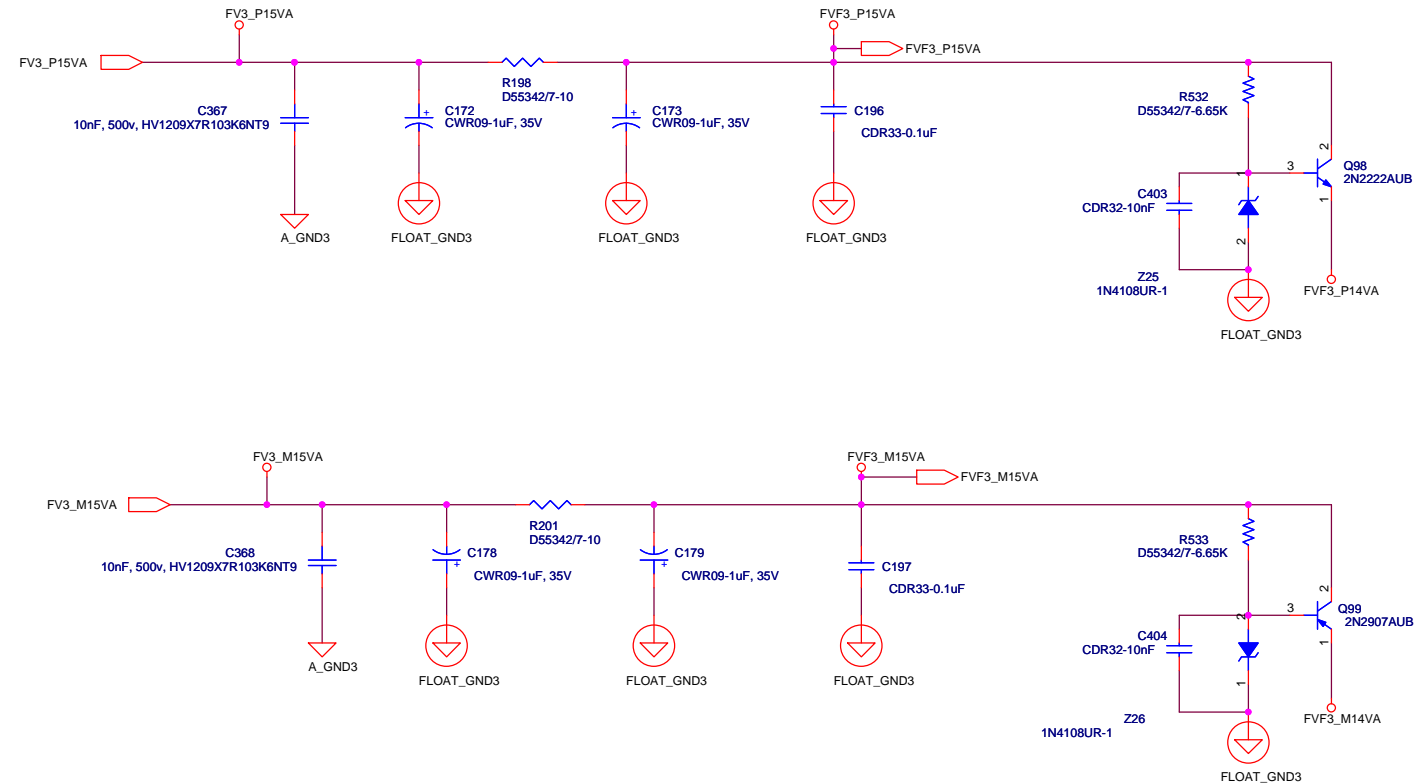 FV3_P15VA
FVF3_P15VA
FVF3_P15VA
FV3_P15VA
R198
D55342/7-10
C367
10nF, 500v, HV1209X7R103K6NT9
C172
CWR09-1uF, 35V
C173
CWR09-1uF, 35V
C196
CDR33-0.1uF
R532
D55342/7-6.65K
2
3
1
Q98
2N2222AUB
1
C403
CDR32-10nF
2
1
A_GND3
FLOAT_GND3
FLOAT_GND3
FLOAT_GND3
Z25
1N4108UR-1
FVF3_P14VA
FLOAT_GND3
FV3_M15VA
FVF3_M15VA
FVF3_M15VA
FV3_M15VA
R201
D55342/7-10
C368
10nF, 500v, HV1209X7R103K6NT9
C178
CWR09-1uF, 35V
C179
CWR09-1uF, 35V
C197
CDR33-0.1uF
R533
D55342/7-6.65K
2
3
Q99
2N2907AUB
2
C404
CDR32-10nF
1
1
A_GND3
FLOAT_GND3
FLOAT_GND3
FLOAT_GND3
Z26
1N4108UR-1
FVF3_M14VA
FLOAT_GND3